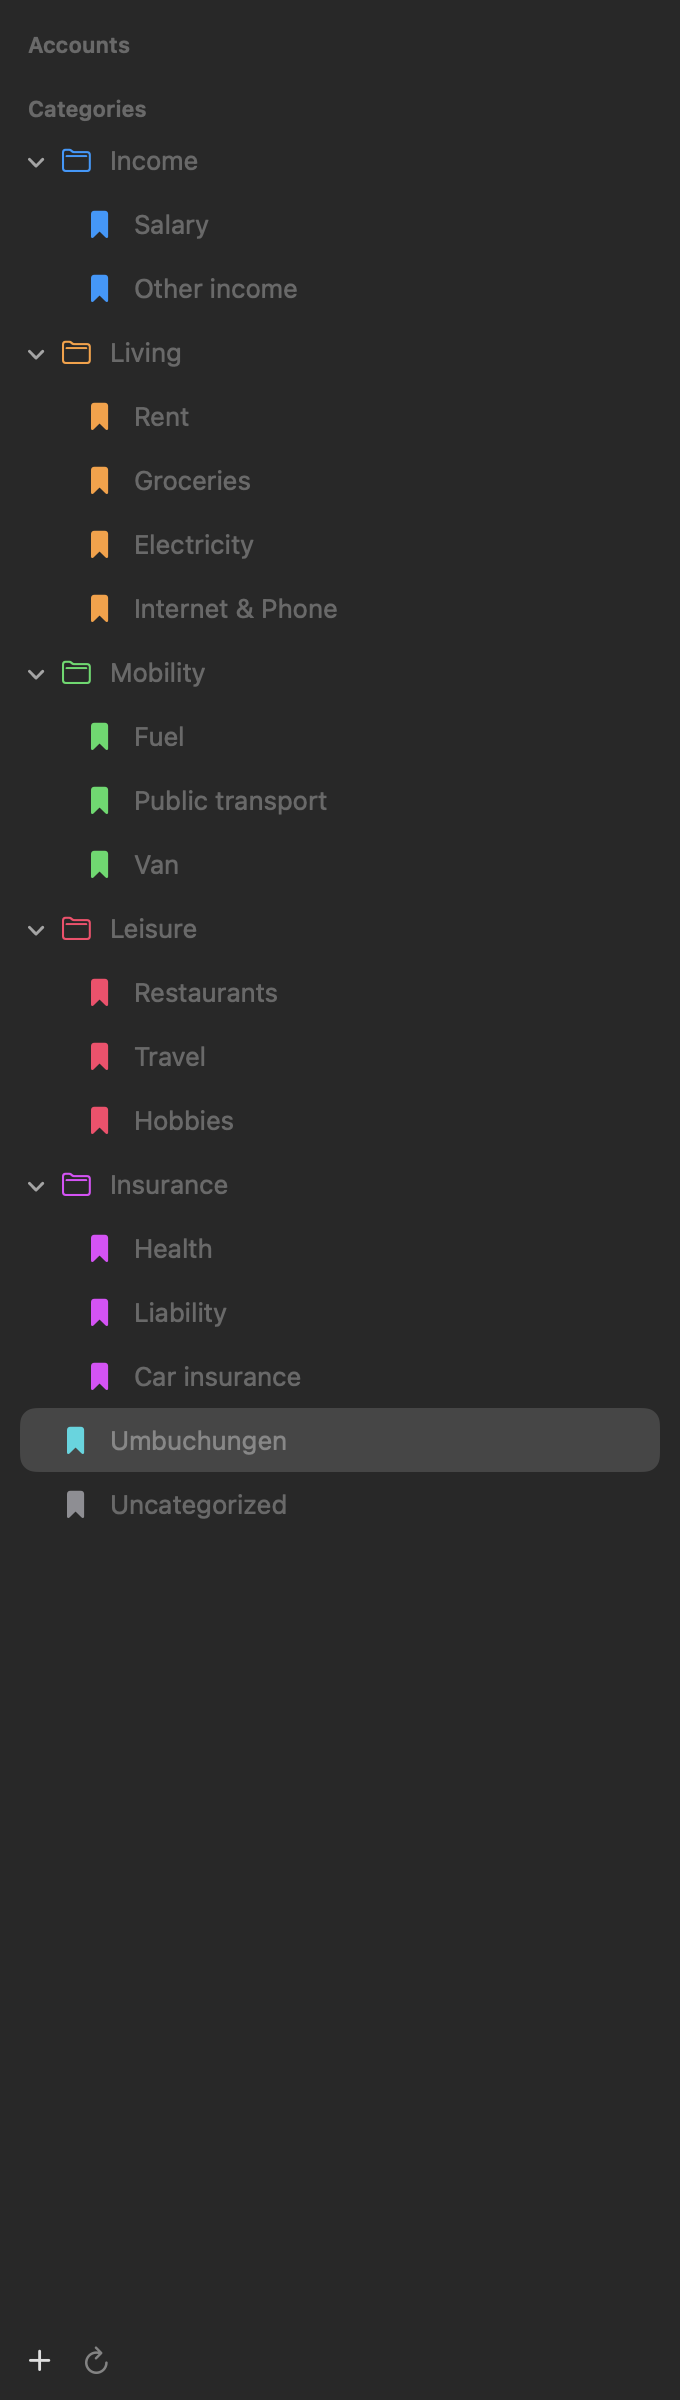 Accounts
Categories
Income
Salary
Other income
Living
Rent
Groceries
Electricity
Internet & Phone
Mobility
Fuel
Public transport
Van
Leisure
Restaurants
Travel
Hobbies
Insurance
Health
Liability
Car insurance
Umbuchungen
Uncategorized